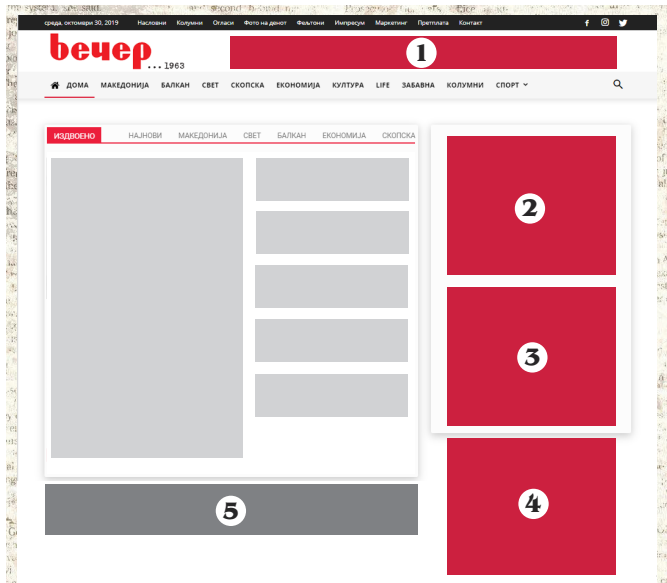 среда, октомври 30, 2019 Насловни Колумни Огласи Фото на денот Фељтони Импресум Маркетинг Претплата Контакт
вечер
...1963
1
ДОМА МАКЕДОНИЈА БАЛКАН СВЕТ СКОПСКА ЕКОНОМИЈА КУЛТУРА LIFE ЗАБАВНА КОЛУМНИ СПОРТ
ИЗДВОЕНО НАЈНОВИ МАКЕДОНИЈА СВЕТ БАЛКАН ЕКОНОМИЈА СКОПСКА
2
3
4
5